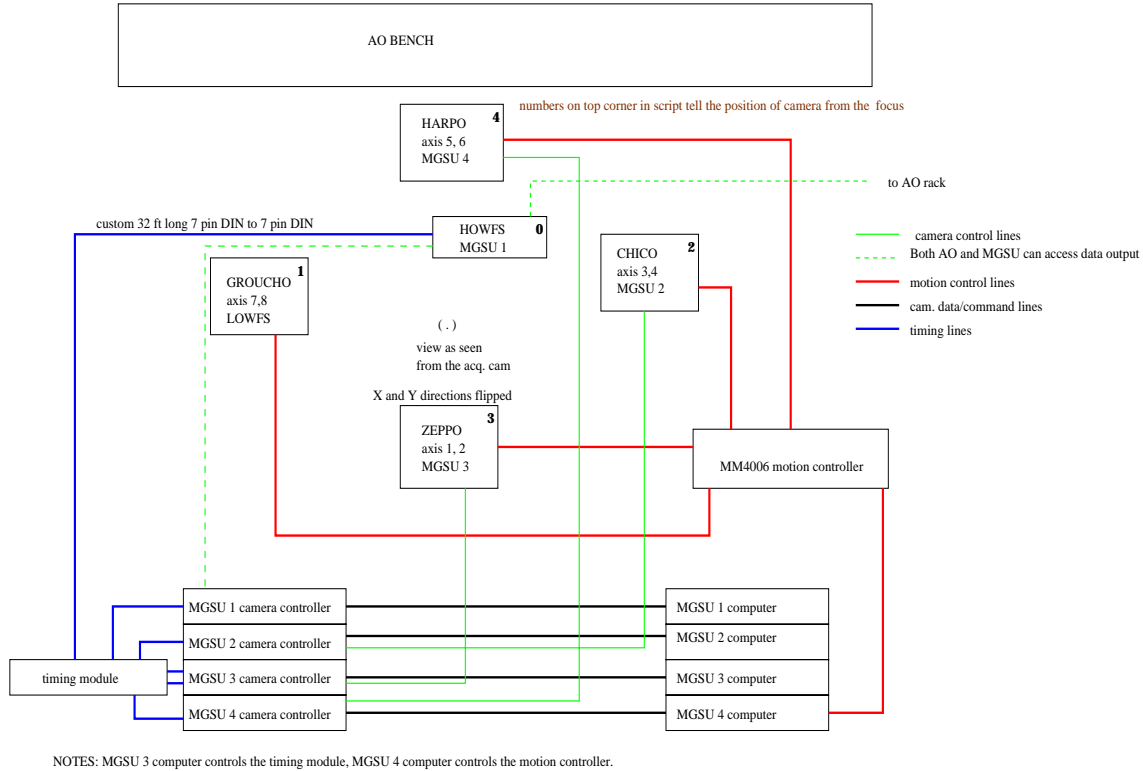 AO BENCH
numbers on top corner in script tell the position of camera from the focus
HARPO 4
axis 5, 6
MGSU 4
to AO rack
custom 32 ft long 7 pin DIN to 7 pin DIN
HOWFS 0
MGSU 1
CHICO 2
axis 3,4
MGSU 2
camera control lines
Both AO and MGSU can access data output
motion control lines
cam. data/command lines
timing lines
GROUCHO 1
axis 7,8
LOWFS
( . )
view as seen
from the acq. cam
X and Y directions flipped
ZEPPO 3
axis 1, 2
MGSU 3
MM4006 motion controller
MGSU 1 camera controller
MGSU 1 computer
MGSU 2 camera controller
MGSU 2 computer
timing module
MGSU 3 camera controller
MGSU 3 computer
MGSU 4 camera controller
MGSU 4 computer
NOTES: MGSU 3 computer controls the timing module, MGSU 4 computer controls the motion controller.